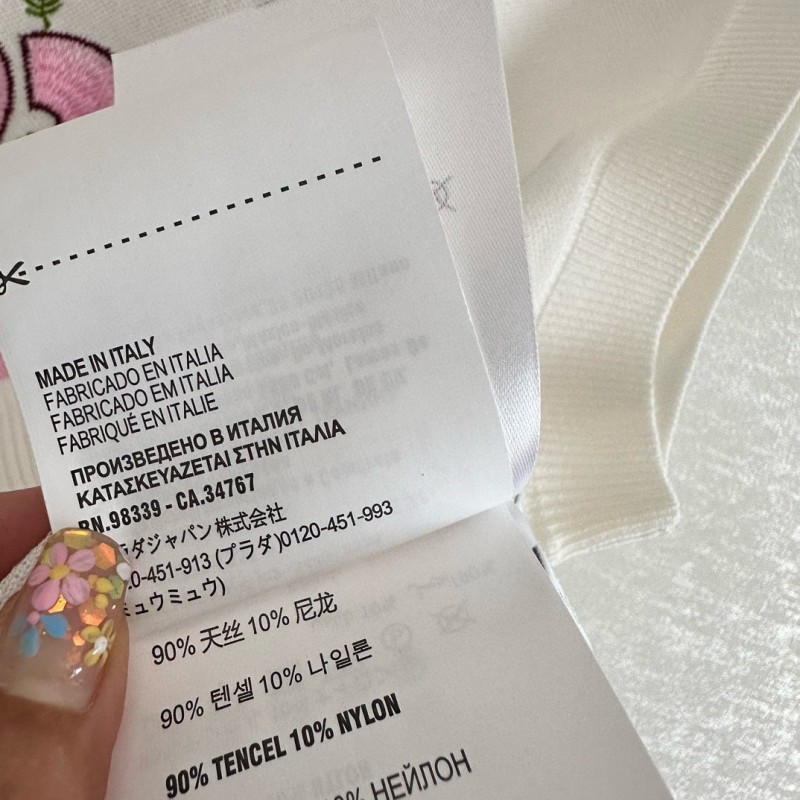 MADE IN ITALY
FABRICADO EN ITALIA
FABRICADO EM ITALIA
FABRIQUÉ EN ITALIE
ПРОИЗВЕДЕНО В ИТАЛИЯ
ΚΑΤΑΣΚΕΥΑΖΕΤΑΙ ΣΤΗΝ ΙΤΑΛΙΑ
RN.98339 - CA.34767
ダジャパン株式会社
0-451-913 (プラダ)0120-451-993
ミュウミュウ)
90% 天丝 10% 尼龙
90% 텐셀 10% 나일론
90% TENCEL 10% NYLON
0% НЕЙЛОН